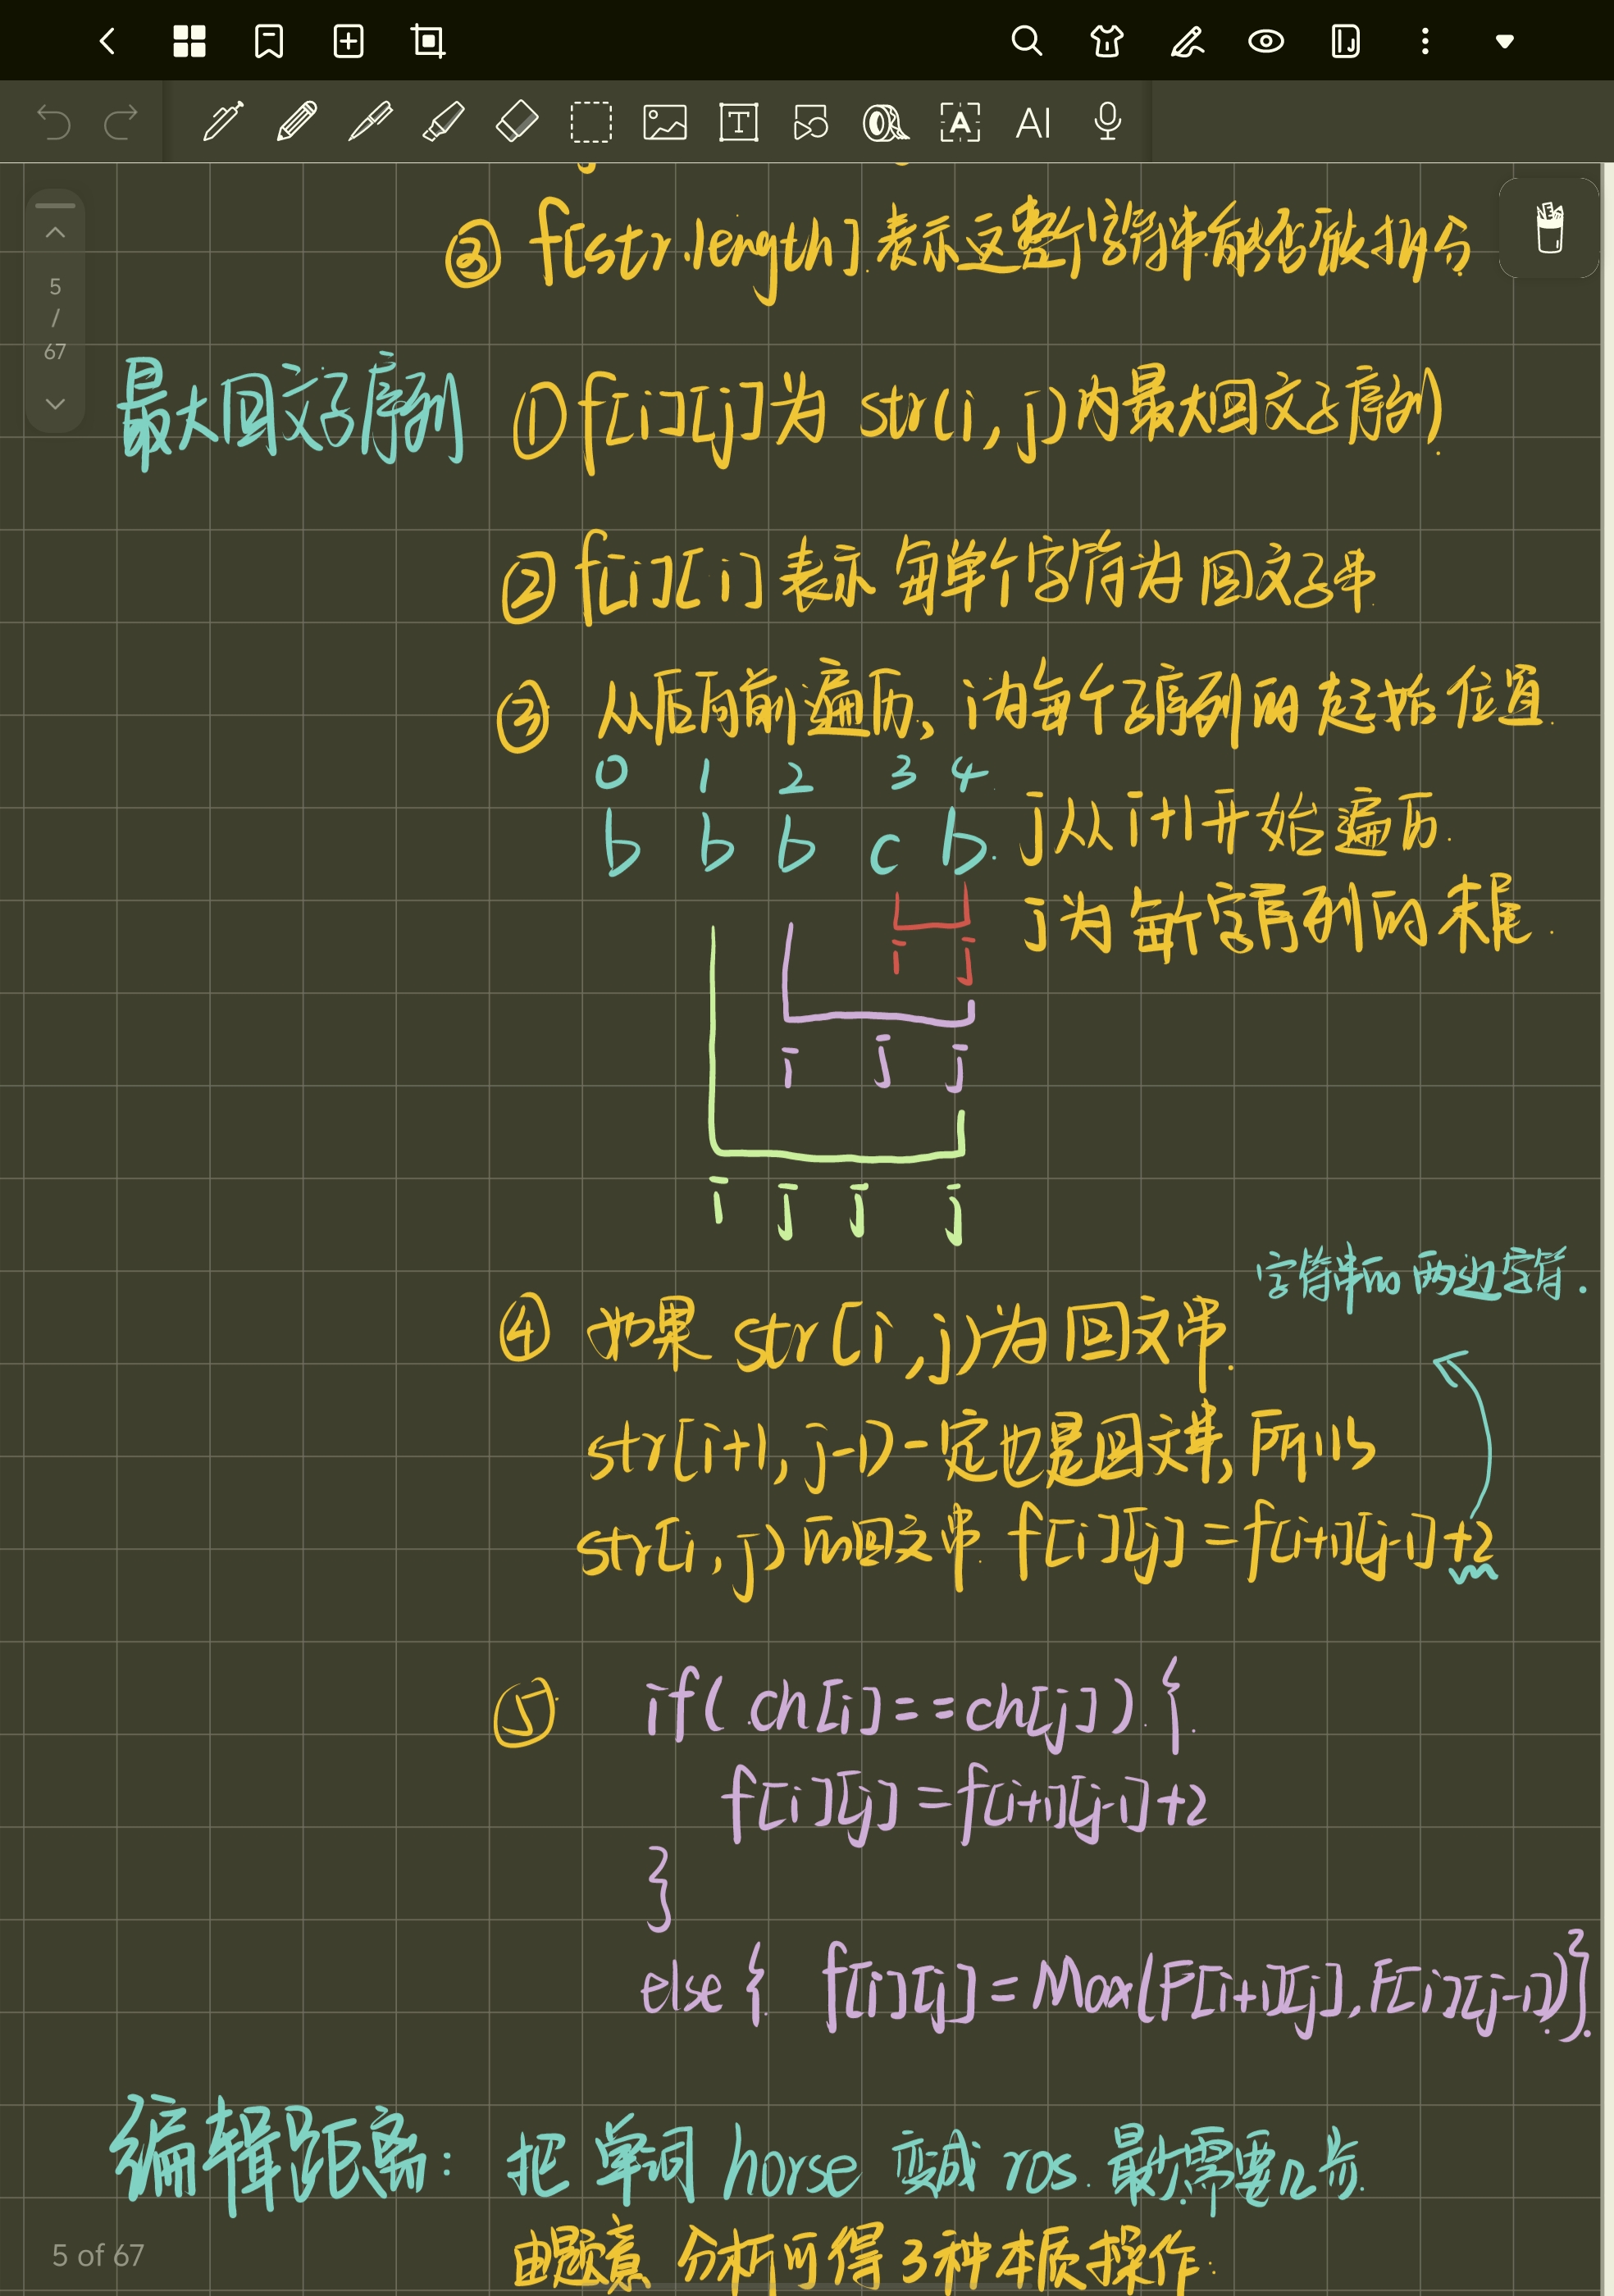 AI
5
/
67
③ f[str.length] 表示这整个字符串能否被拆分
最大回文子序列 ① f[i][j]为 str(i, j)内最大回文子序列
② f[i][i] 表示 每单个字符为 回文子串
③ 从后向前遍历, i为每个子序列的 起始 位置.
0 1 2 3 4
b b b c b j从 i+1开始遍历.
j为 每个字序列的 末尾.
i j
i j j
i j j j
字符串的 两边字符.
④ 如果 str[i, j)为回文串.
str[i+1, j-1)一定也是回文串, 所以
str[i, j) 的回文串 f[i][j] = f[i+1][j-1]+2
⑤ if( ch[i]==ch[j]) {
f[i][j] = f[i+1][j-1]+2
}
else { f[i][j] = Max(F[i+1][j], F[i][j-1])}
编辑距离: 把 单词 horse 变成 ros. 最少需要几步.
由题意 分析可得 3种本质操作:
5 of 67